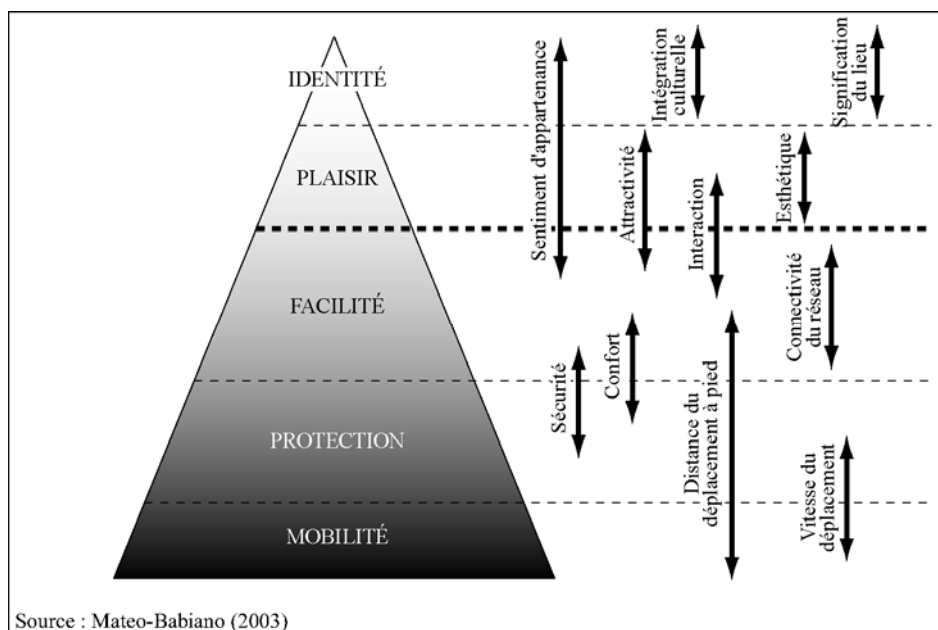 IDENTITÉ
PLAISIR
FACILITÉ
PROTECTION
MOBILITÉ
Sentiment d'appartenance
Intégration
culturelle
Signification
du lieu
Attractivité
Interaction
Esthétique
Connectivité
du réseau
Sécurité
Confort
Distance du
déplacement à pied
Vitesse du
déplacement
Source : Mateo-Babiano (2003)